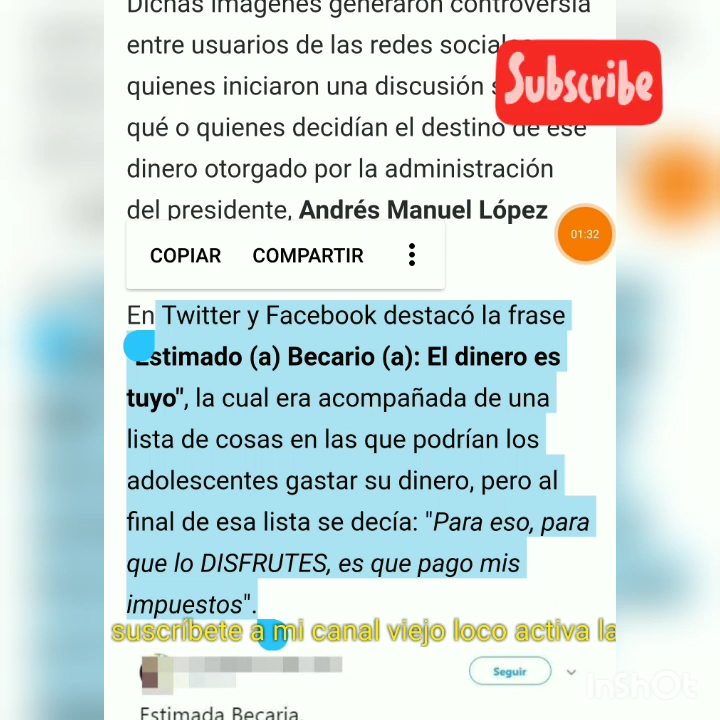 Dichas imágenes generaron controversia
entre usuarios de las redes sociales
Subscribe
quienes iniciaron una discusión
qué o quienes decidían el destino de ese
dinero otorgado por la administración
del presidente, Andrés Manuel López
01:32
COPIAR COMPARTIR
En Twitter y Facebook destacó la frase
"Estimado (a) Becario (a): El dinero es
tuyo", la cual era acompañada de una
lista de cosas en las que podrían los
adolescentes gastar su dinero, pero al
final de esa lista se decía: "Para eso, para
que lo DISFRUTES, es que pago mis
impuestos".
suscríbete a mi canal viejo loco activa la
Seguir
InShOt
Estimada Becaria.